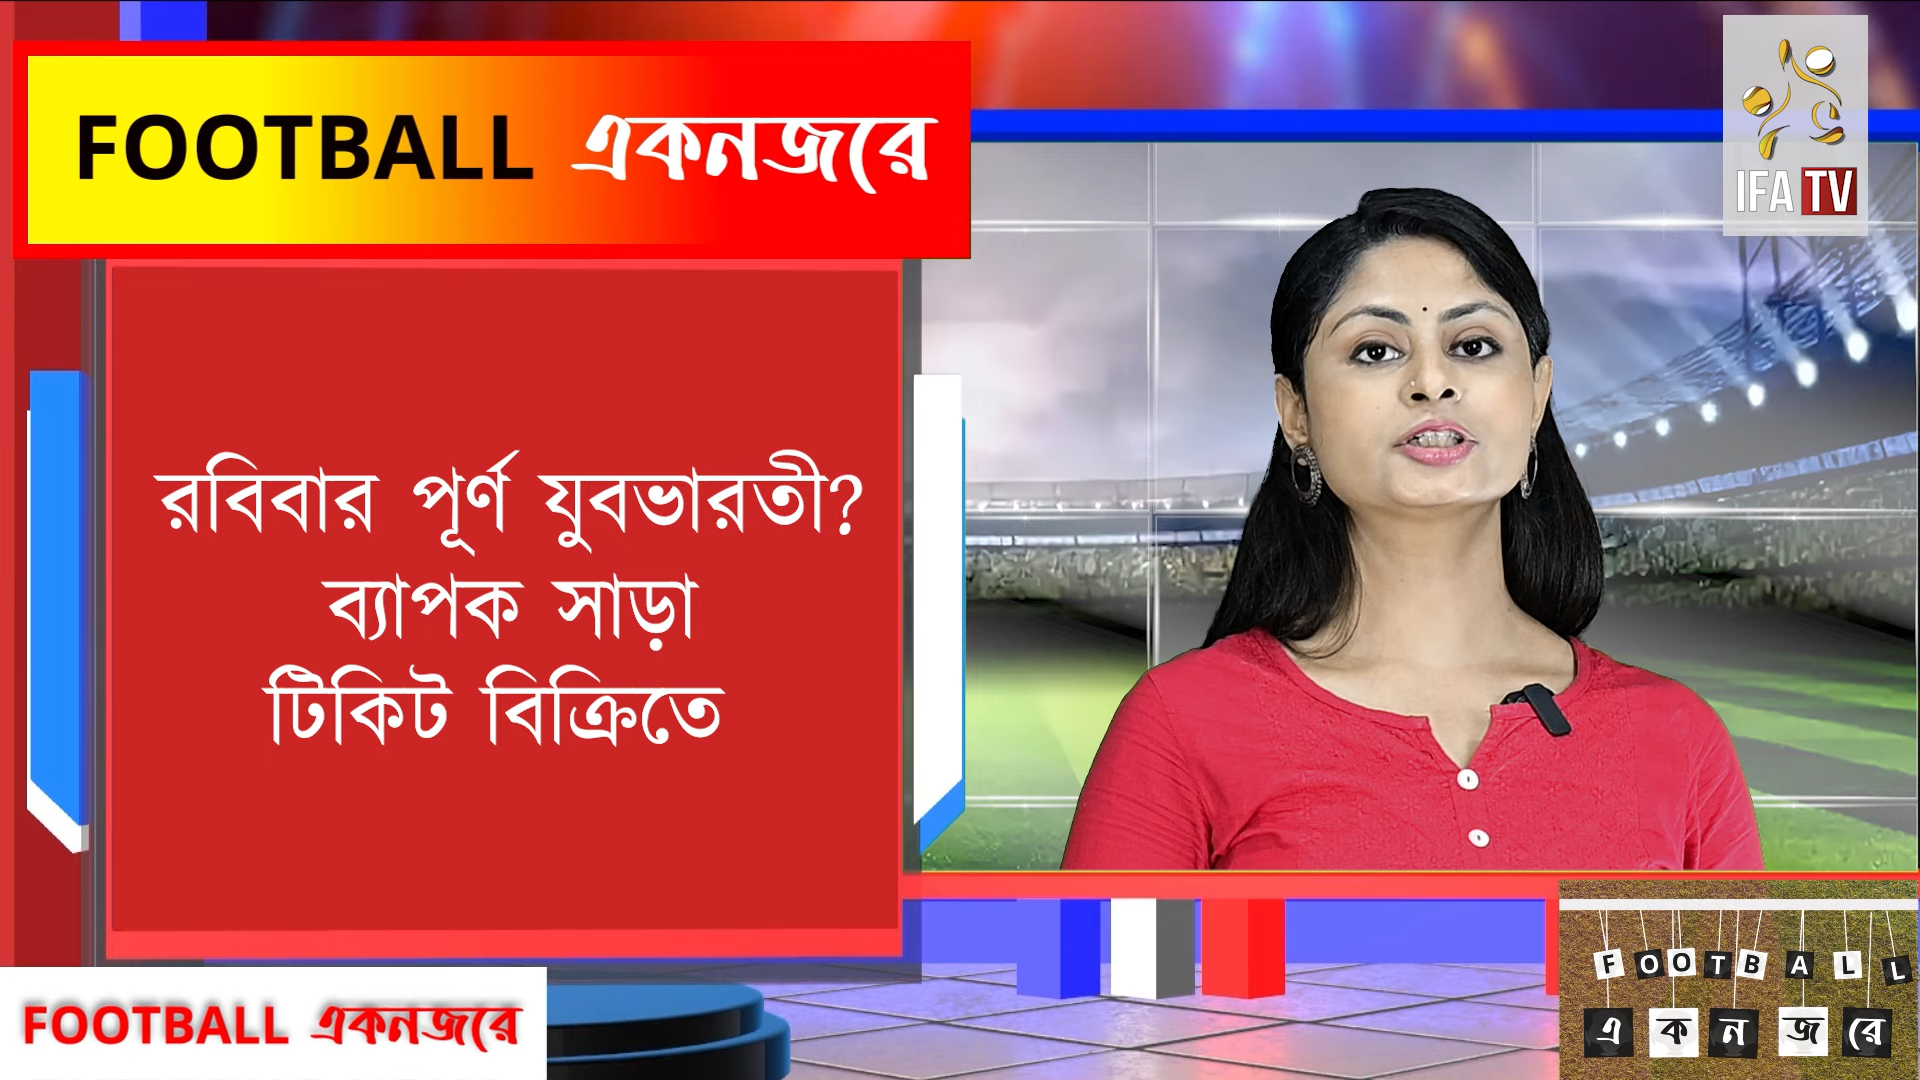 FOOTBALL একনজরে
IFA TV
রবিবার পূর্ণ যুবভারতী?
ব্যাপক সাড়া
টিকিট বিক্রিতে
FOOTBALL একনজরে
FOOTBALL
একনজরে